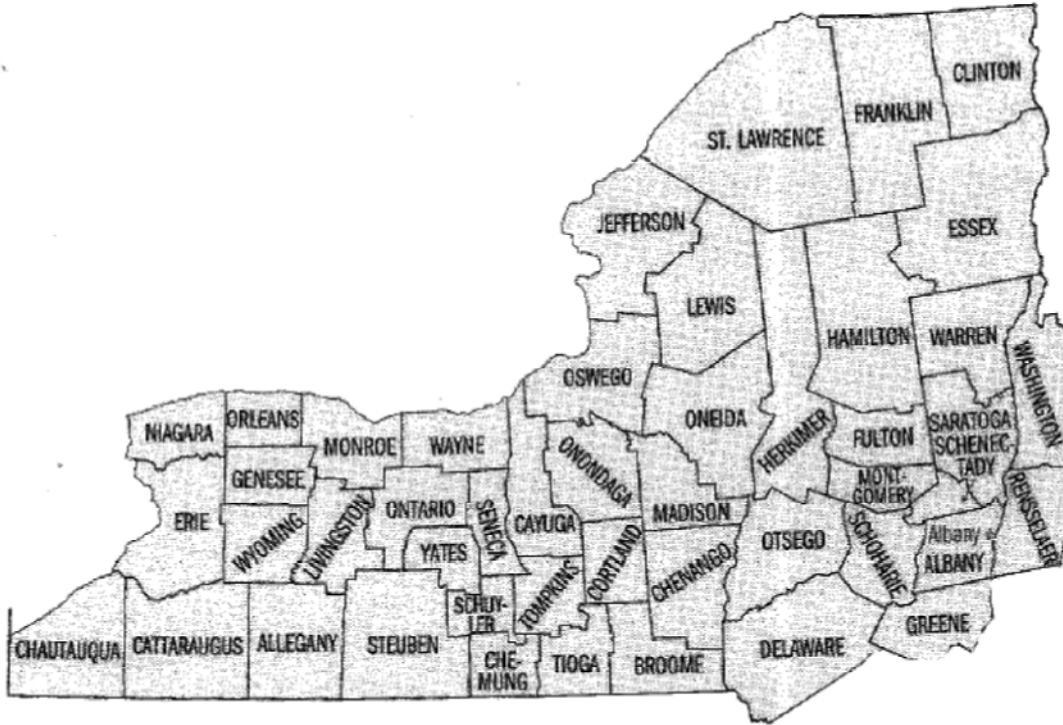 CLINTON
FRANKLIN
ST. LAWRENCE
JEFFERSON
ESSEX
LEWIS
HAMILTON
WARREN
WASHINGTON
OSWEGO
ONEIDA
HERKIMER
FULTON
SARATOGA
SCHENEC-
TADY
MONT-
GOMERY
NIAGARA
ORLEANS
MONROE
WAYNE
GENESEE
ONONDAGA
MADISON
RENSSELAER
ERIE
WYOMING
LIVINGSTON
ONTARIO
SENECA
CAYUGA
YATES
CORTLAND
CHENANGO
OTSEGO
SCHOHARIE
Albany
ALBANY
TOMPKINS
SCHUY-
LER
GREENE
CHAUTAUQUA
CATTARAUGUS
ALLEGANY
STEUBEN
CHE-
MUNG
TIOGA
BROOME
DELAWARE